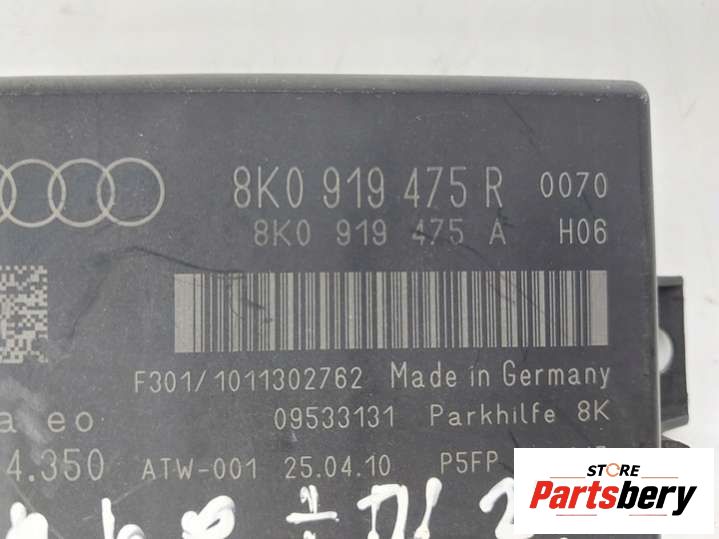 8K0 919 475 R 0070
8K0 919 475 A H06
F301/1011302762 Made in Germany
eo 09533131 Parkhilfe 8K
4.350 ATW-001 25.04.10 P5FP
STORE
Partsbery